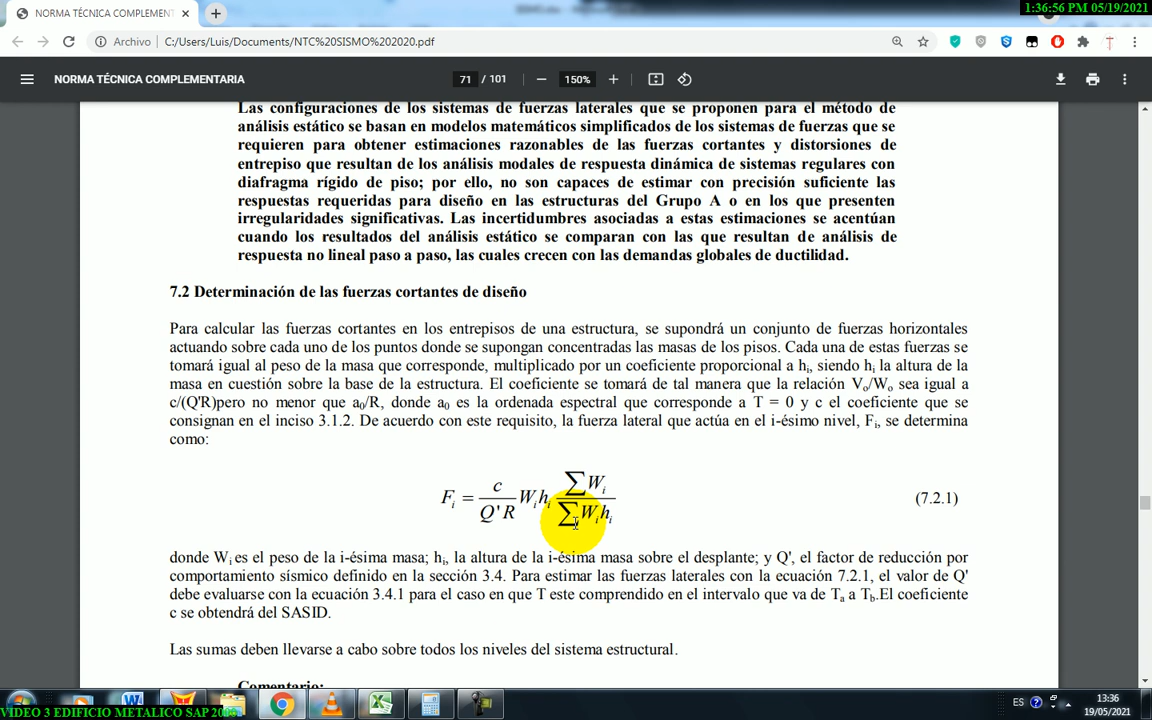 NORMA TÉCNICA COMPLEMENT
1:36:56 PM 05/19/2021
Archivo C:/Users/Luis/Documents/NTC%20SISMO%202020.pdf
NORMA TÉCNICA COMPLEMENTARIA 71 / 101 150%
Las configuraciones de los sistemas de fuerzas laterales que se proponen para el método de
análisis estático se basan en modelos matemáticos simplificados de los sistemas de fuerzas que se
requieren para obtener estimaciones razonables de las fuerzas cortantes y distorsiones de
entrepiso que resultan de los análisis modales de respuesta dinámica de sistemas regulares con
diafragma rígido de piso; por ello, no son capaces de estimar con precisión suficiente las
respuestas requeridas para diseño en las estructuras del Grupo A o en los que presenten
irregularidades significativas. Las incertidumbres asociadas a estas estimaciones se acentúan
cuando los resultados del análisis estático se comparan con las que resultan de análisis de
respuesta no lineal paso a paso, las cuales crecen con las demandas globales de ductilidad.
7.2 Determinación de las fuerzas cortantes de diseño
Para calcular las fuerzas cortantes en los entrepisos de una estructura, se supondrá un conjunto de fuerzas horizontales
actuando sobre cada uno de los puntos donde se supongan concentradas las masas de los pisos. Cada una de estas fuerzas se
tomará igual al peso de la masa que corresponde, multiplicado por un coeficiente proporcional a hi, siendo hi la altura de la
masa en cuestión sobre la base de la estructura. El coeficiente se tomará de tal manera que la relación Vo/Wo sea igual a
c/(Q'R)pero no menor que a0/R, donde a0 es la ordenada espectral que corresponde a T = 0 y c el coeficiente que se
consignan en el inciso 3.1.2. De acuerdo con este requisito, la fuerza lateral que actúa en el i-ésimo nivel, Fi, se determina
como:
Fi = c / Q'R Wi hi ∑Wi / ∑Wi hi (7.2.1)
donde Wi es el peso de la i-ésima masa; hi, la altura de la i-ésima masa sobre el desplante; y Q', el factor de reducción por
comportamiento sísmico definido en la sección 3.4. Para estimar las fuerzas laterales con la ecuación 7.2.1, el valor de Q'
debe evaluarse con la ecuación 3.4.1 para el caso en que T este comprendido en el intervalo que va de Ta a Tb.El coeficiente
c se obtendrá del SASID.
Las sumas deben llevarse a cabo sobre todos los niveles del sistema estructural.
Comentario:
ES 13:36
19/05/2021
VIDEO 3 EDIFICIO METALICO SAP 20